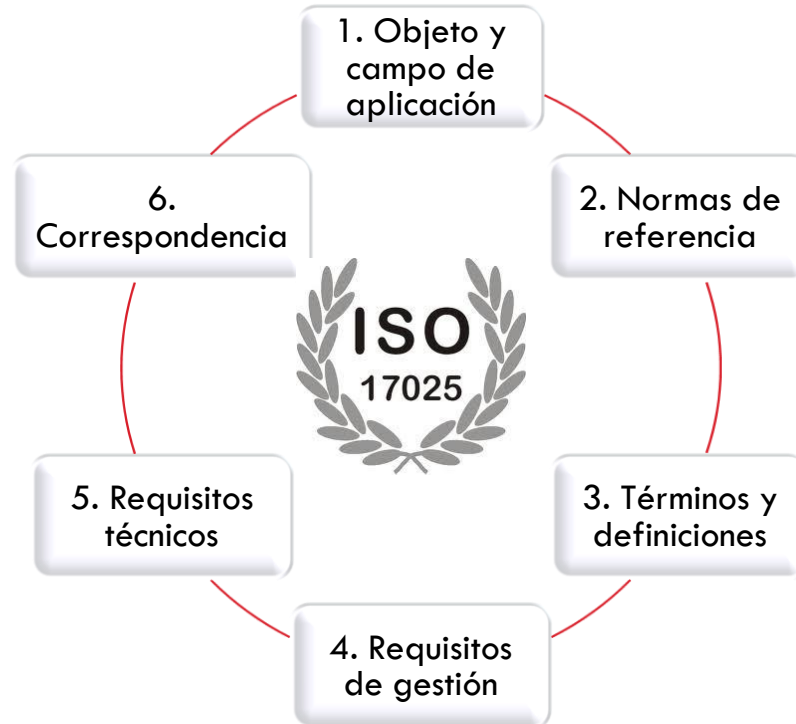 1. Objeto y
campo de
aplicación
6.
Correspondencia
2. Normas de
referencia
ISO
17025
5. Requisitos
técnicos
3. Términos y
definiciones
4. Requisitos
de gestión